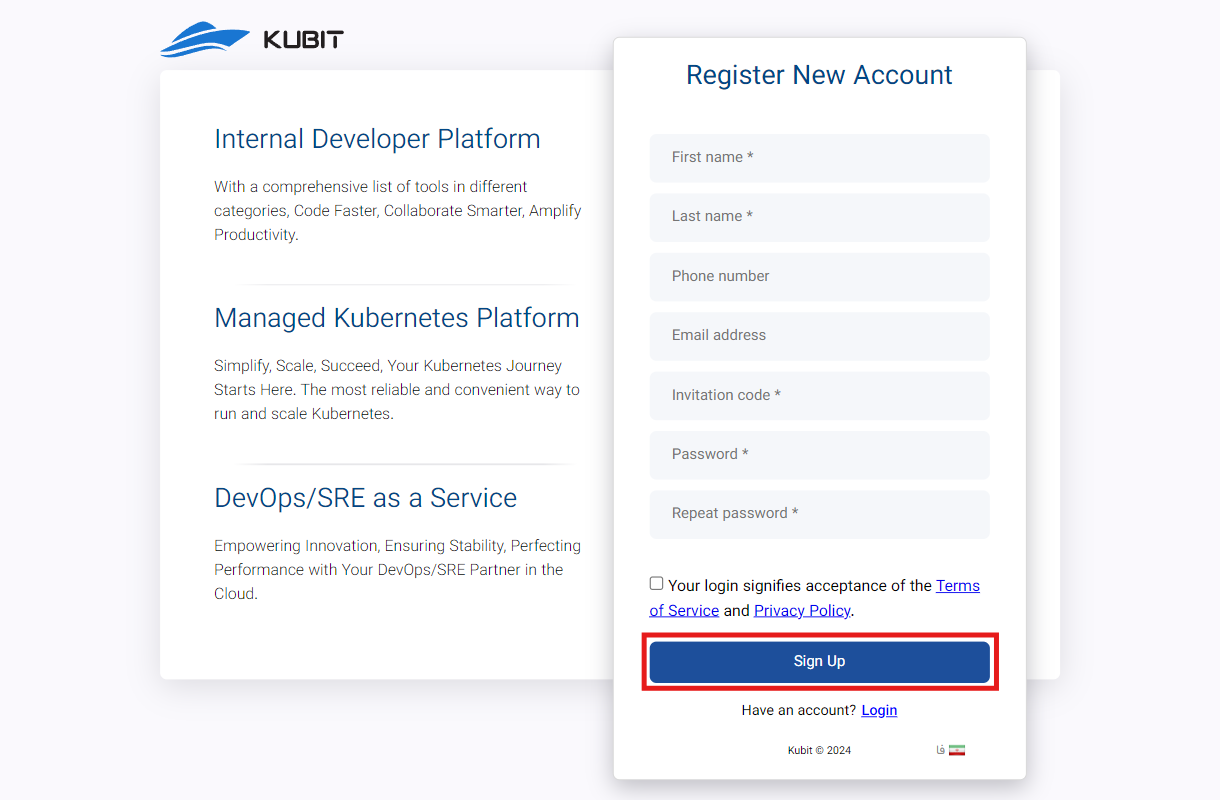 KUBIT
Internal Developer Platform
With a comprehensive list of tools in different
categories, Code Faster, Collaborate Smarter, Amplify
Productivity.
Managed Kubernetes Platform
Simplify, Scale, Succeed, Your Kubernetes Journey
Starts Here. The most reliable and convenient way to
run and scale Kubernetes.
DevOps/SRE as a Service
Empowering Innovation, Ensuring Stability, Perfecting
Performance with Your DevOps/SRE Partner in the
Cloud.
Register New Account
First name *
Last name *
Phone number
Email address
Invitation code *
Password *
Repeat password *
Your login signifies acceptance of the Terms
of Service and Privacy Policy.
Sign Up
Have an account? Login
Kubit © 2024
فا